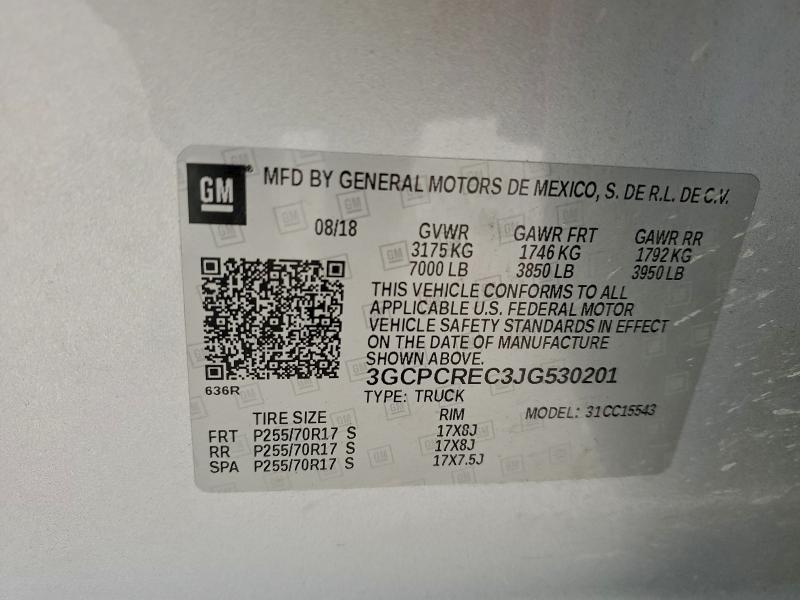 GM® MFD BY GENERAL MOTORS DE MEXICO, S. DE R.L. DE C.V.
08/18 GVWR GAWR FRT GAWR RR
3175 KG 1746 KG 1792 KG
7000 LB 3850 LB 3950 LB
THIS VEHICLE CONFORMS TO ALL
APPLICABLE U.S. FEDERAL MOTOR
VEHICLE SAFETY STANDARDS IN EFFECT
ON THE DATE OF MANUFACTURE
SHOWN ABOVE.
3GCPCREC3JG530201
636R
TYPE: TRUCK
TIRE SIZE RIM MODEL: 31CC15543
FRT P255/70R17 S 17X8J
RR P255/70R17 S 17X8J
SPA P255/70R17 S 17X7.5J